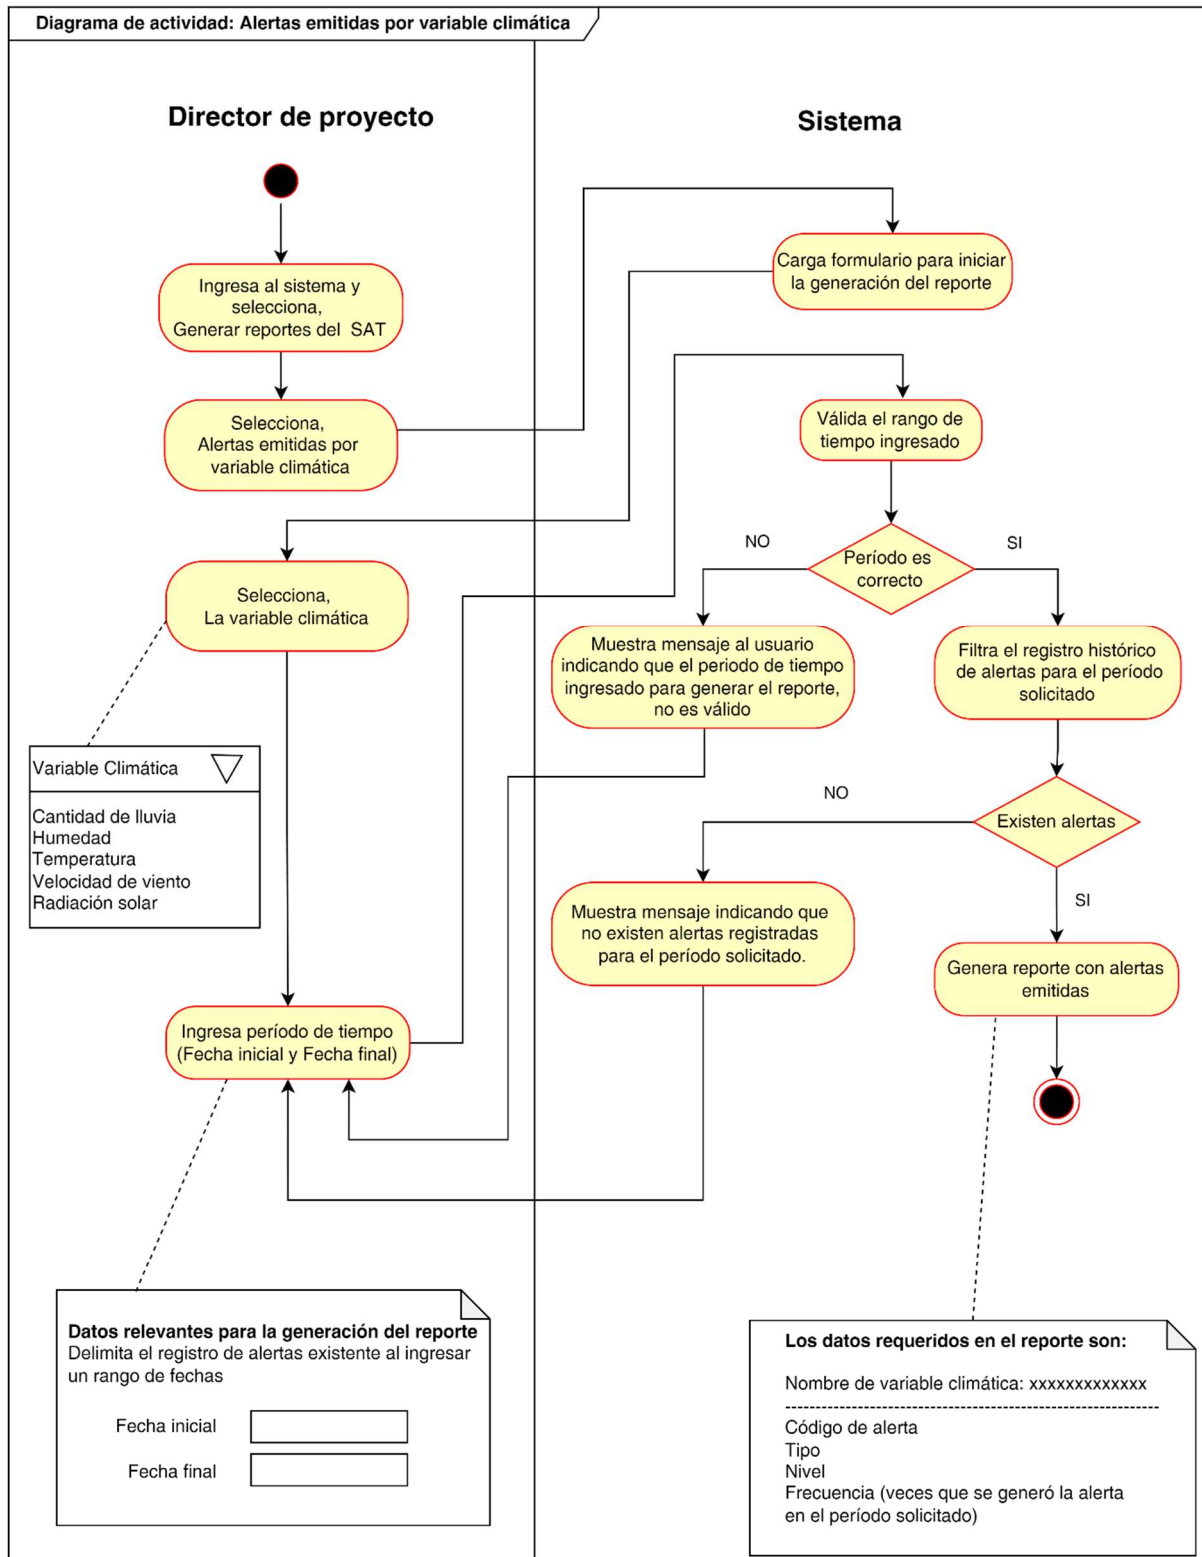 Diagrama de actividad: Alertas emitidas por variable climática
Director de proyecto
Sistema
Ingresa al sistema y
selecciona,
Generar reportes del SAT
Carga formulario para iniciar
la generación del reporte
Selecciona,
Alertas emitidas por
variable climática
Válida el rango de
tiempo ingresado
NO
SI
Período es
correcto
Selecciona,
La variable climática
Muestra mensaje al usuario
indicando que el periodo de tiempo
ingresado para generar el reporte,
no es válido
Filtra el registro histórico
de alertas para el período
solicitado
Variable Climática
Cantidad de lluvia
Humedad
Temperatura
Velocidad de viento
Radiación solar
NO
Existen alertas
SI
Muestra mensaje indicando que
no existen alertas registradas
para el período solicitado.
Genera reporte con alertas
emitidas
Ingresa período de tiempo
(Fecha inicial y Fecha final)
Datos relevantes para la generación del reporte
Delimita el registro de alertas existente al ingresar
un rango de fechas
Fecha inicial
Fecha final
Los datos requeridos en el reporte son:
Nombre de variable climática: xxxxxxxxxxxxx
Código de alerta
Tipo
Nivel
Frecuencia (veces que se generó la alerta
en el período solicitado)